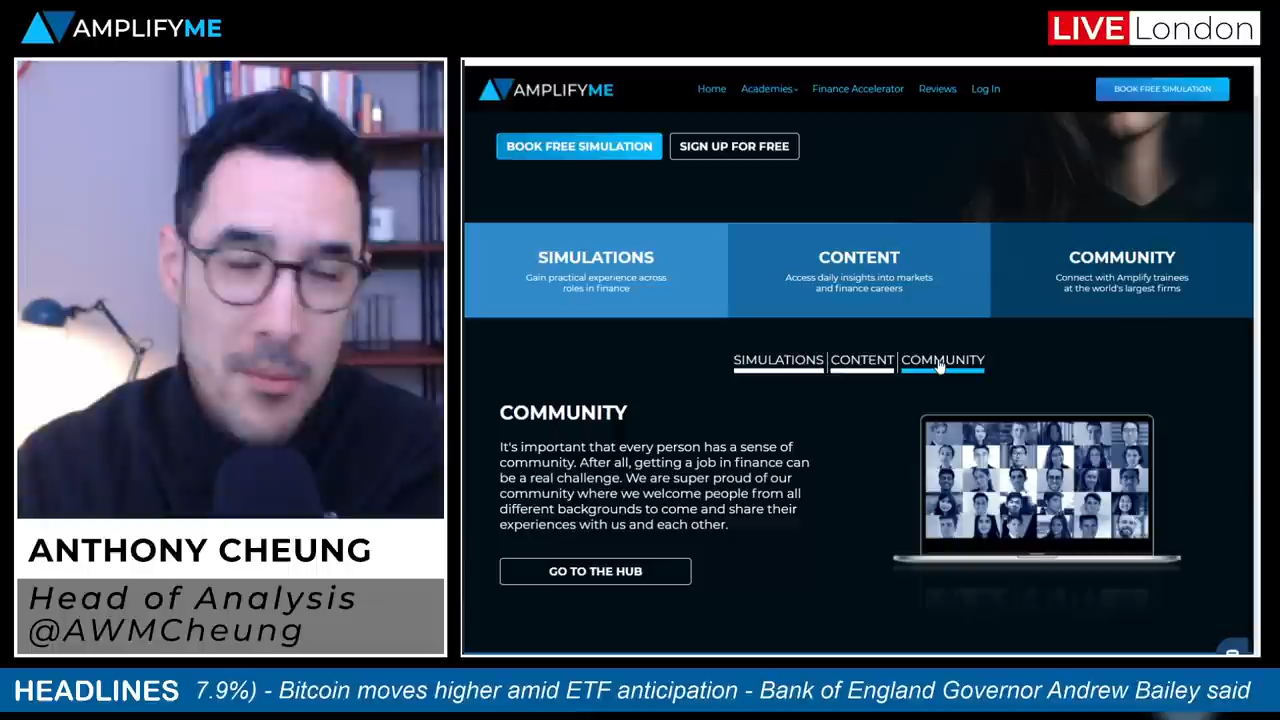 AMPLIFYME
LIVE London
AMPLIFYME
Home Academies Finance Accelerator Reviews Log In
BOOK FREE SIMULATION
BOOK FREE SIMULATION
SIGN UP FOR FREE
SIMULATIONS
Gain practical experience across
roles in finance
CONTENT
Access daily insights into markets
and finance careers
COMMUNITY
Connect with Amplify trainees
at the world's largest firms
SIMULATIONS CONTENT COMMUNITY
COMMUNITY
It's important that every person has a sense of
community. After all, getting a job in finance can
be a real challenge. We are super proud of our
community where we welcome people from all
different backgrounds to come and share their
experiences with us and each other.
GO TO THE HUB
ANTHONY CHEUNG
Head of Analysis
@AWMCheung
HEADLINES 7.9%) - Bitcoin moves higher amid ETF anticipation - Bank of England Governor Andrew Bailey said